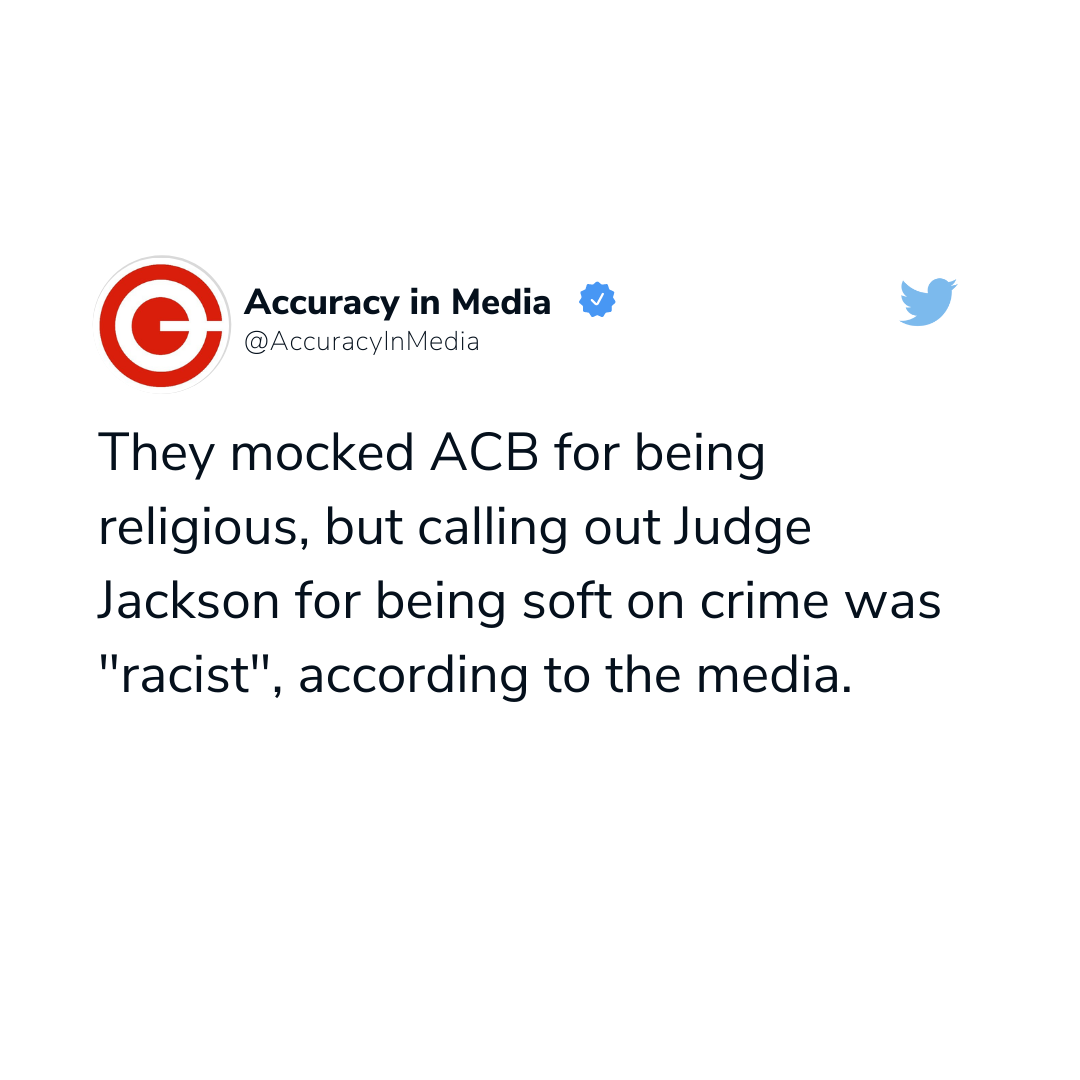 Accuracy in Media
@AccuracyInMedia
They mocked ACB for being
religious, but calling out Judge
Jackson for being soft on crime was
"racist", according to the media.